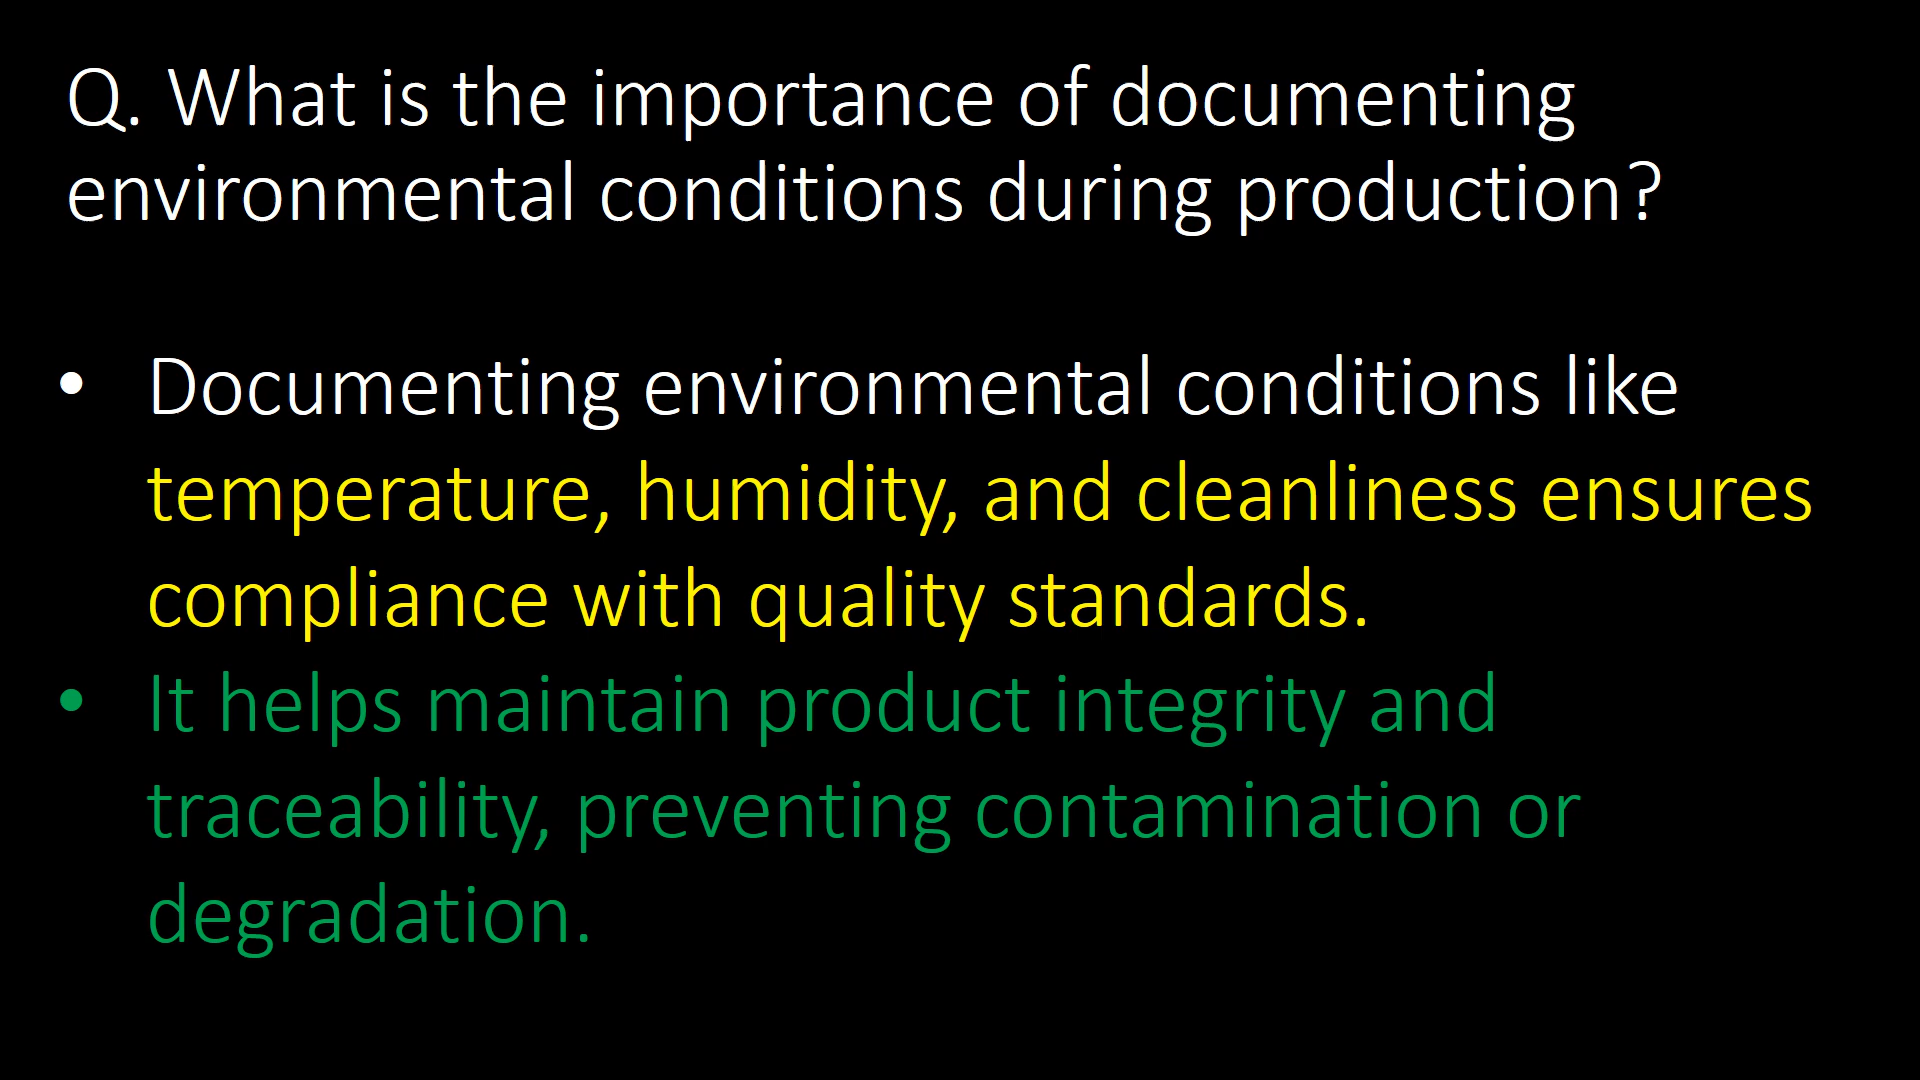 Q. What is the importance of documenting
environmental conditions during production?
• Documenting environmental conditions like
temperature, humidity, and cleanliness ensures
compliance with quality standards.
• It helps maintain product integrity and
traceability, preventing contamination or
degradation.